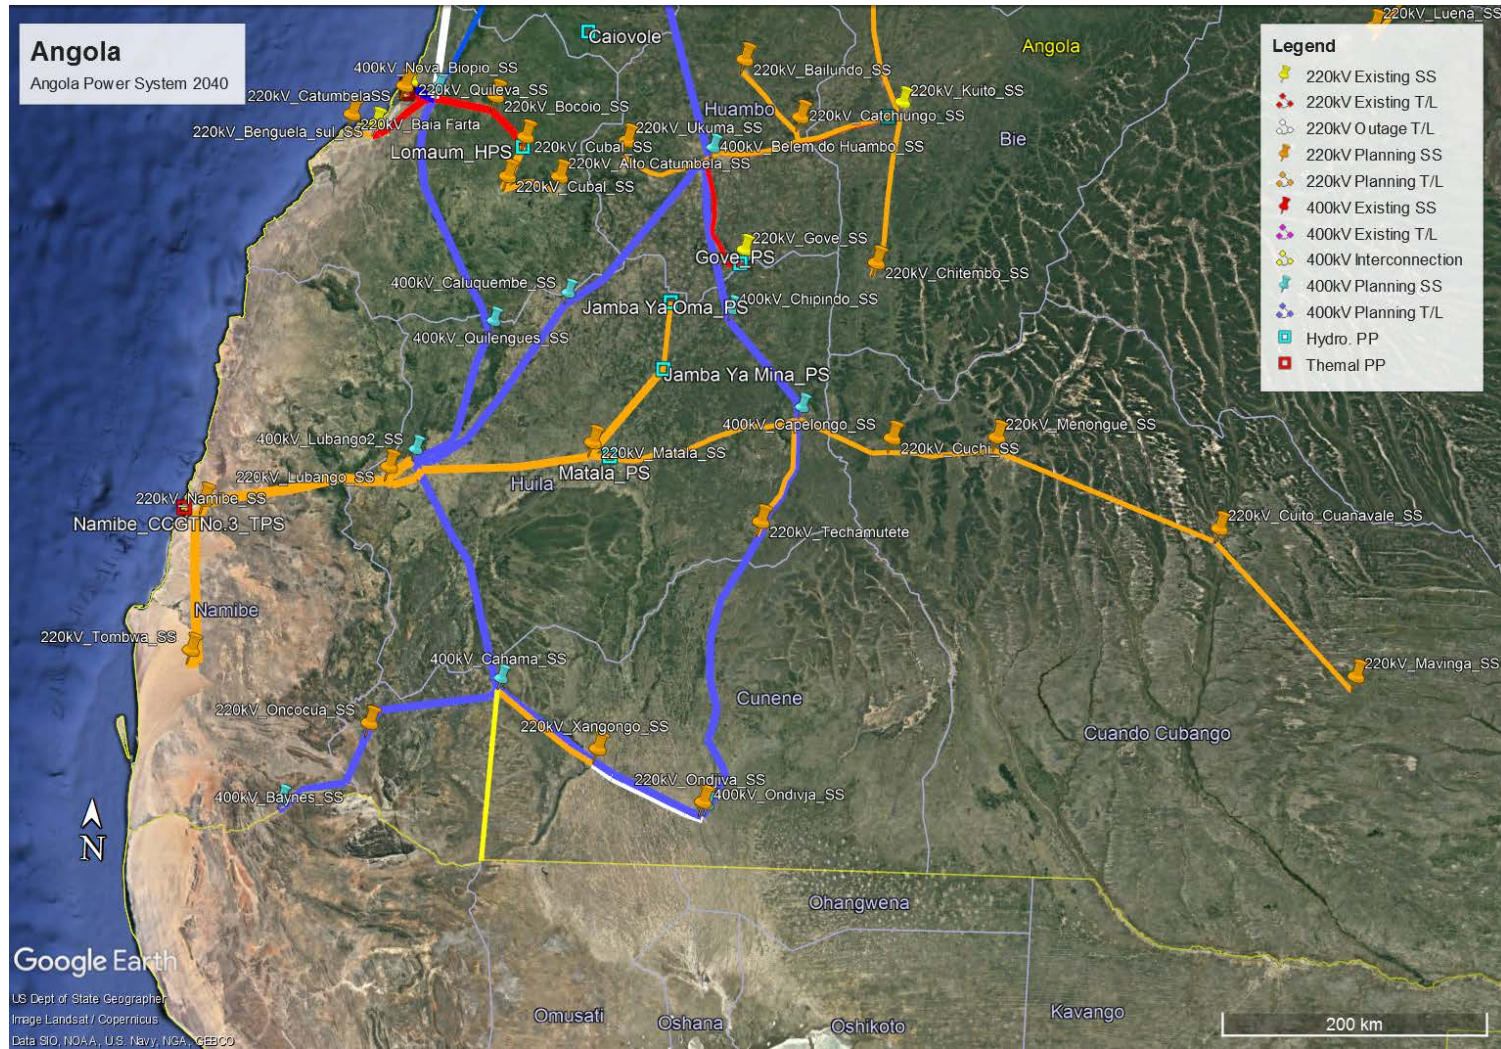 Angola
Angola Power System 2040
Caiovole
Angola
220kV_Luena_SS
Legend
220kV Existing SS
220kV Existing T/L
220kV Outage T/L
220kV Planning SS
220kV Planning T/L
400kV Existing SS
400kV Existing T/L
400kV Interconnection
400kV Planning SS
400kV Planning T/L
Hydro. PP
Themal PP
400kV_Nova_Biopio_SS
220kV_Bailundo_SS
220kV_CatumbelaSS
220kV_Quileva_SS
220kV_Kuito_SS
220kV_Bocoio_SS
Huambo
220kV_Catchiungo_SS
220kV_Benguela_sul_SS
220kV_Baia Farta
220kV_Ukuma_SS
Bie
Lomaum_HPS
220kV_Cubal_SS
400kV_Belem do Huambo_SS
220kV_Alto Catumbela_SS
220kV_Cubal_SS
220kV_Gove_SS
Gove_PS
220kV_Chitembo_SS
400kV_Caluquembe_SS
Jamba Ya Oma_PS
400kV_Chipindo_SS
400kV_Quilengues_SS
Jamba Ya Mina_PS
400kV_Capelongo_SS
220kV_Menongue_SS
400kV_Lubango2_SS
220kV_Matala_SS
220kV_Cuchi_SS
220kV_Lubango_SS
Matala_PS
Huila
220kV_Namibe_SS
Namibe_CCGTNo.3_TPS
220kV_Cuito_Cuanavale_SS
220kV_Techamutete
Namibe
220kV_Tombwa_SS
400kV_Cahama_SS
220kV_Mavinga_SS
Cunene
220kV_Oncocua_SS
220kV_Xangongo_SS
Cuando Cubango
220kV_Ondjiva_SS
400kV_Baynes_SS
400kV_Ondivja_SS
N
Ohangwena
Google Earth
US Dept of State Geographer
Image Landsat / Copernicus
Data SIO, NOAA, U.S. Navy, NGA, GEBCO
Omusati
Oshana
Oshikoto
Kavango
200 km